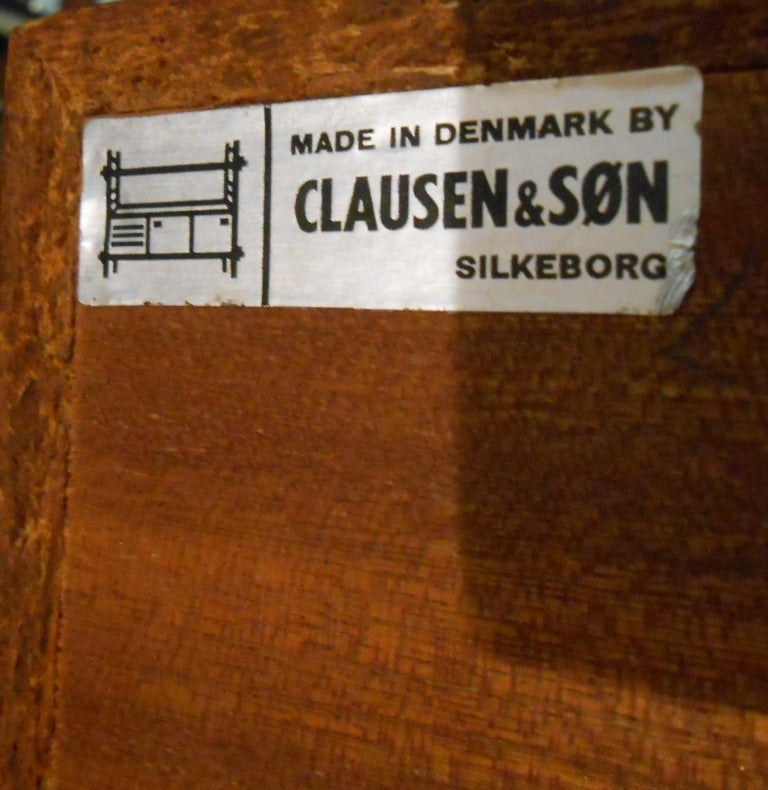 MADE IN DENMARK BY
CLAUSEN & SØN
SILKEBORG